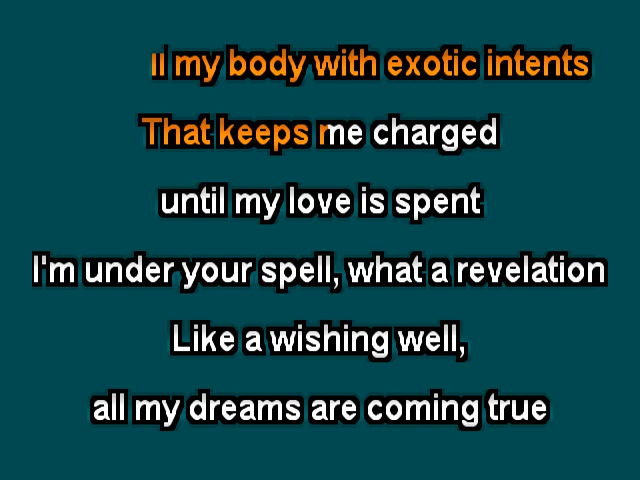 ll my body with exotic intents
That keeps me charged
until my love is spent
I'm under your spell, what a revelation
Like a wishing well,
all my dreams are coming true